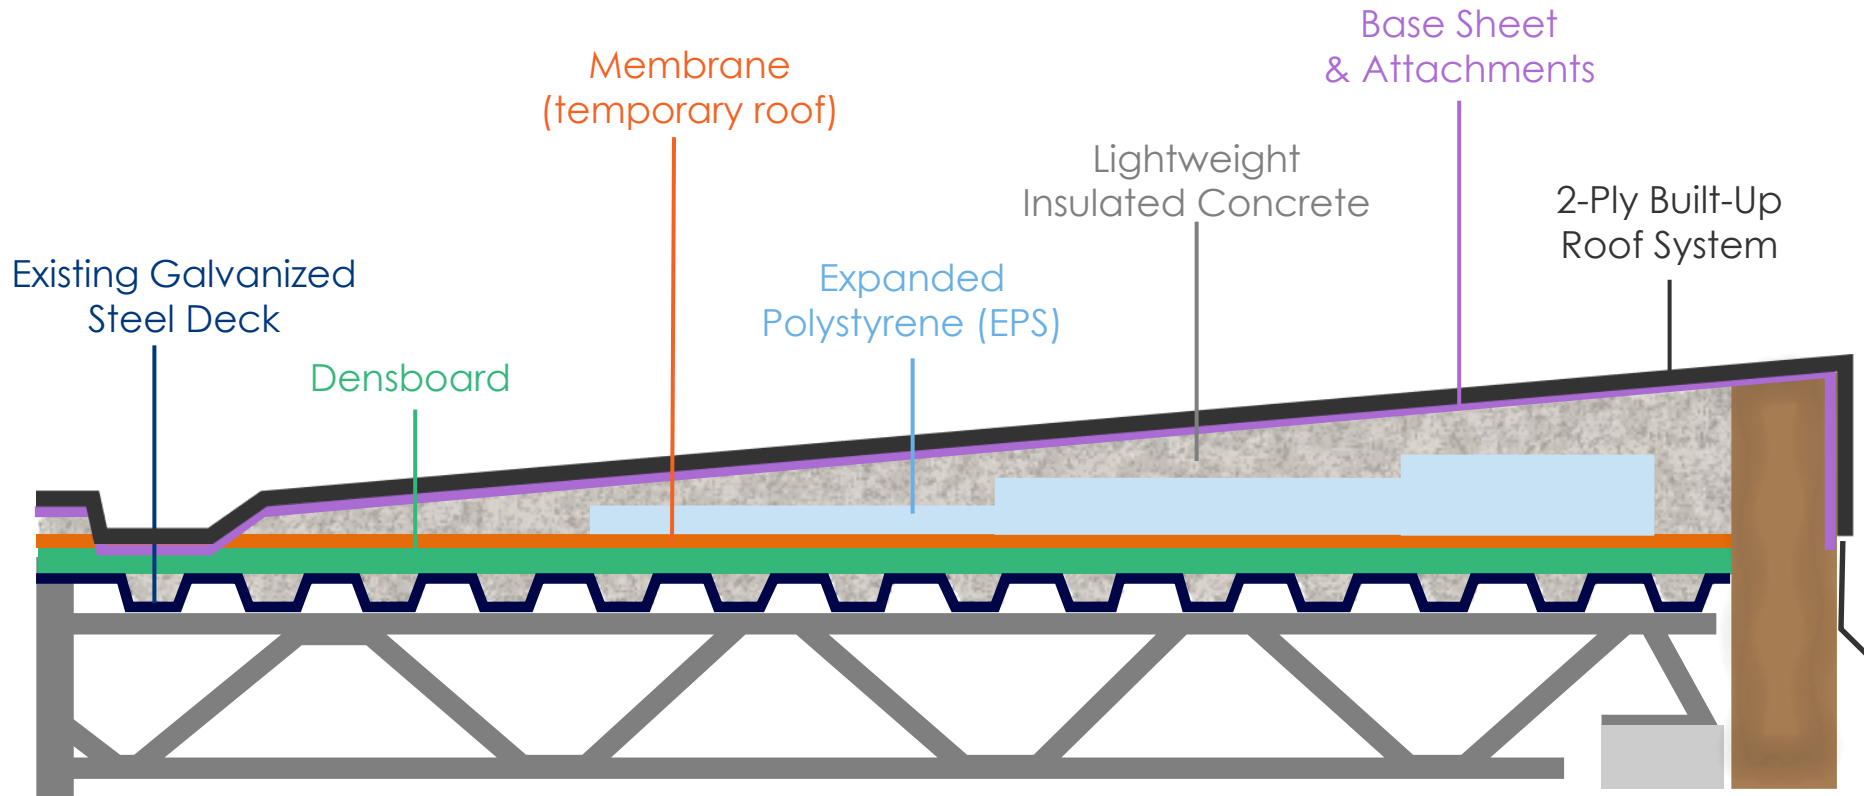 Base Sheet
& Attachments
Membrane
(temporary roof)
Lightweight
Insulated Concrete
2-Ply Built-Up
Roof System
Existing Galvanized
Steel Deck
Expanded
Polystyrene (EPS)
Densboard